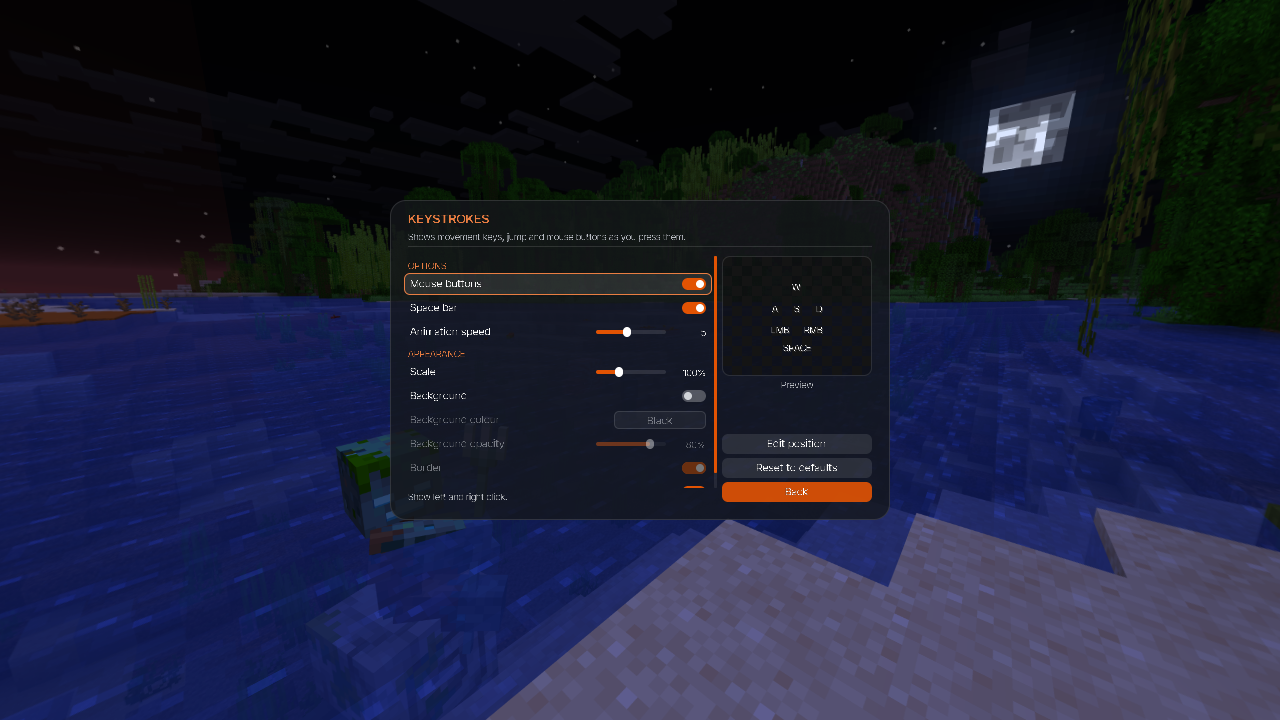 KEYSTROKES
Shows movement keys, jump and mouse buttons as you press them.
OPTIONS
Mouse buttons
Space bar
Animation speed 5
APPEARANCE
Scale 100%
Background
Background colour Black
Background opacity 80%
Border
Show left and right click.
W
A S D
LMB RMB
SPACE
Preview
Edit position
Reset to defaults
Back